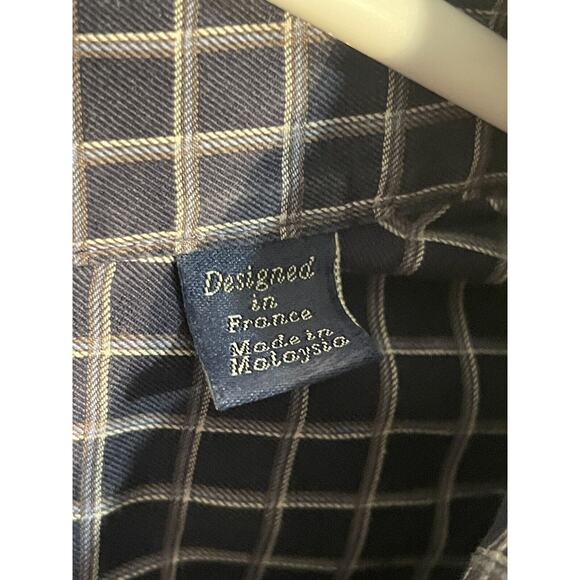 Designed
in
France
Made in
Malaysia